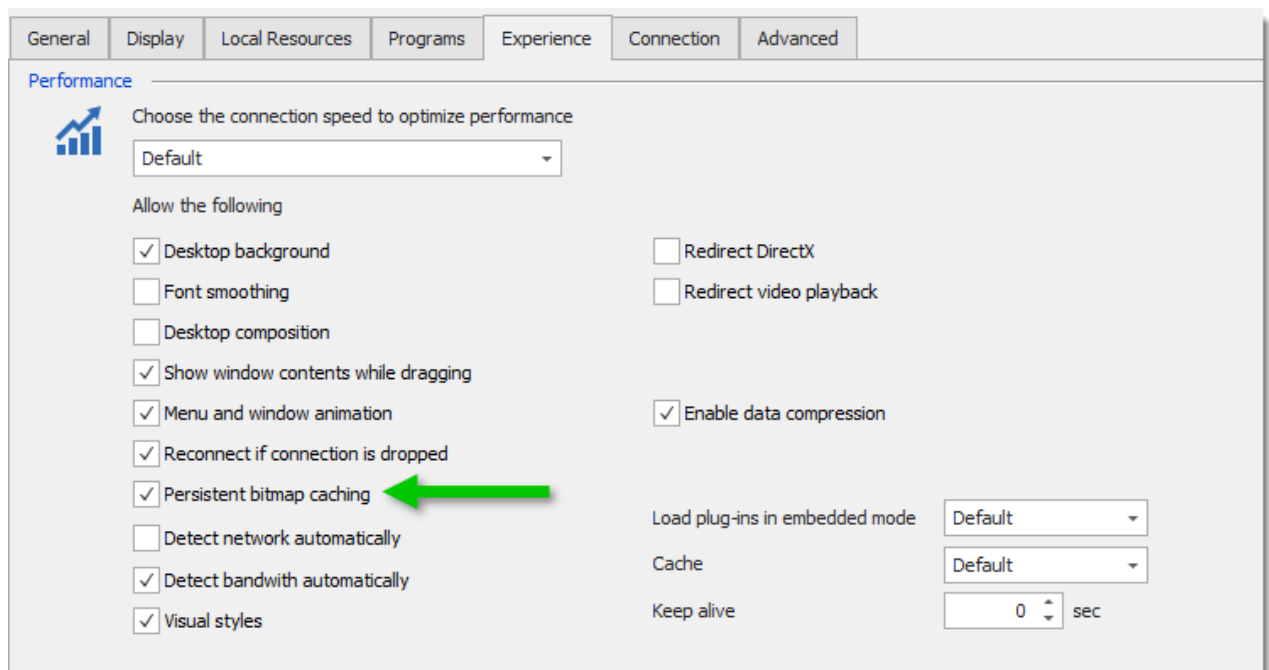 General Display Local Resources Programs Experience Connection Advanced
Performance
Choose the connection speed to optimize performance
Default
Allow the following
Desktop background
Font smoothing
Desktop composition
Show window contents while dragging
Menu and window animation
Reconnect if connection is dropped
Persistent bitmap caching
Detect network automatically
Detect bandwith automatically
Visual styles
Redirect DirectX
Redirect video playback
Enable data compression
Load plug-ins in embedded mode Default
Cache Default
Keep alive 0 sec